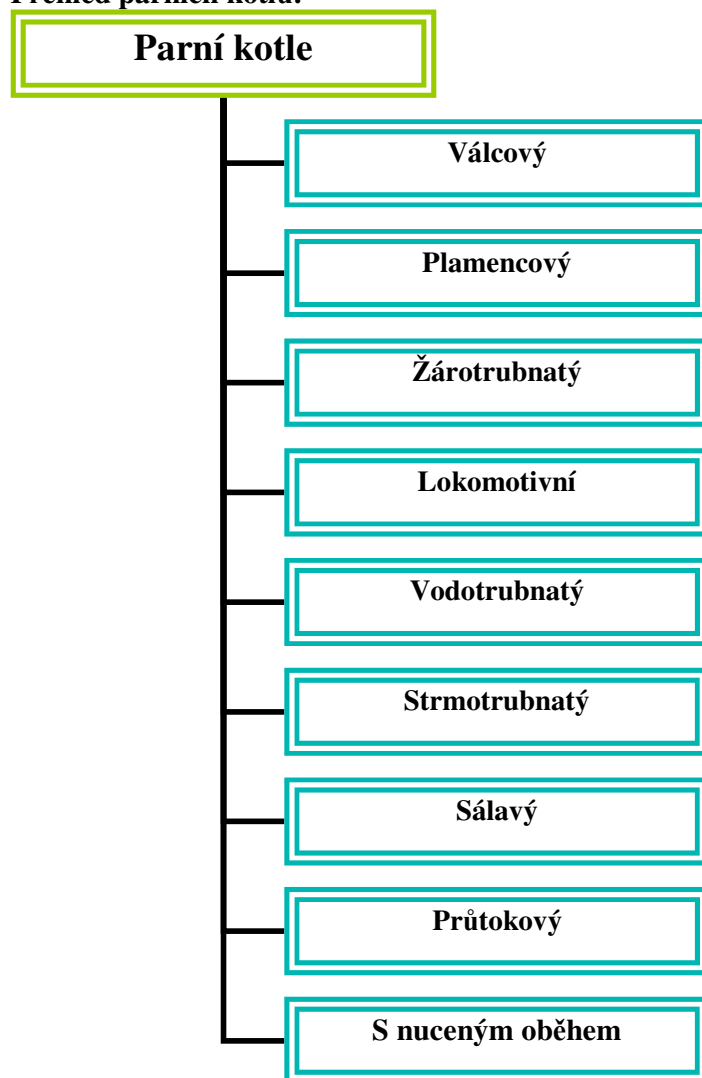 Přehled parních kotlů:
Parní kotle
Válcový
Plamencový
Žárotrubnatý
Lokomotivní
Vodotrubnatý
Strmotrubnatý
Sálavý
Průtokový
S nuceným oběhem